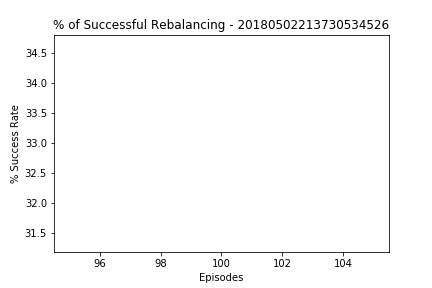 % of Successful Rebalancing - 20180502213730534526
34.5
34.0
33.5
33.0
32.5
32.0
31.5
% Success Rate
96 98 100 102 104
Episodes